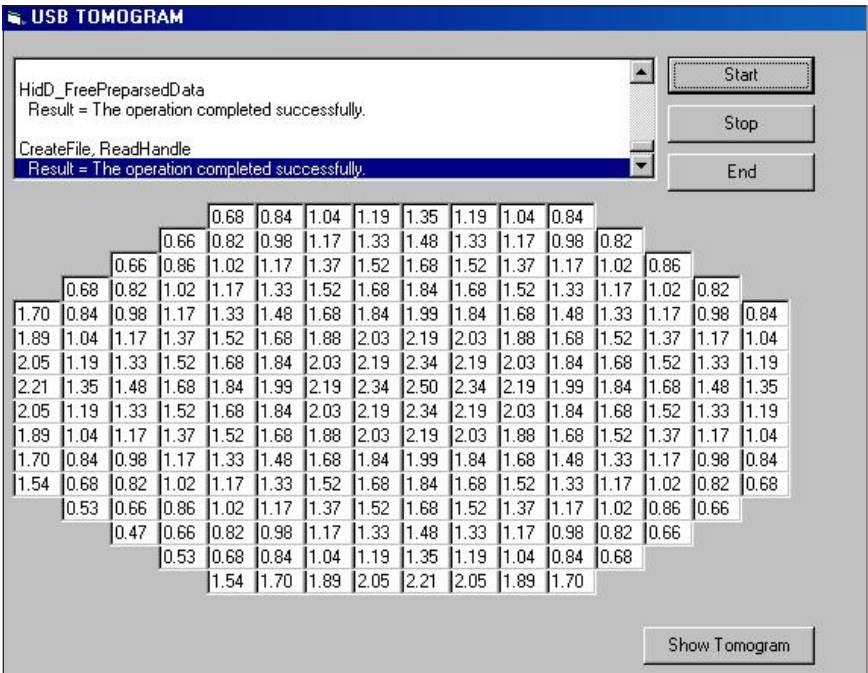 USB TOMOGRAM
HidD_FreePreparsedData
Result = The operation completed successfully.
CreateFile, ReadHandle
Result = The operation completed successfully.
Start
Stop
End
0.68 0.84 1.04 1.19 1.35 1.19 1.04 0.84
0.66 0.82 0.98 1.17 1.33 1.48 1.33 1.17 0.98 0.82
0.66 0.86 1.02 1.17 1.37 1.52 1.68 1.52 1.37 1.17 1.02 0.86
0.68 0.82 1.02 1.17 1.33 1.52 1.68 1.84 1.68 1.52 1.33 1.17 1.02 0.82
1.70 0.84 0.98 1.17 1.33 1.48 1.68 1.84 1.99 1.84 1.68 1.48 1.33 1.17 0.98 0.84
1.89 1.04 1.17 1.37 1.52 1.68 1.88 2.03 2.19 2.03 1.88 1.68 1.52 1.37 1.17 1.04
2.05 1.19 1.33 1.52 1.68 1.84 2.03 2.19 2.34 2.19 2.03 1.84 1.68 1.52 1.33 1.19
2.21 1.35 1.48 1.68 1.84 1.99 2.19 2.34 2.50 2.34 2.19 1.99 1.84 1.68 1.48 1.35
2.05 1.19 1.33 1.52 1.68 1.84 2.03 2.19 2.34 2.19 2.03 1.84 1.68 1.52 1.33 1.19
1.89 1.04 1.17 1.37 1.52 1.68 1.88 2.03 2.19 2.03 1.88 1.68 1.52 1.37 1.17 1.04
1.70 0.84 0.98 1.17 1.33 1.48 1.68 1.84 1.99 1.84 1.68 1.48 1.33 1.17 0.98 0.84
1.54 0.68 0.82 1.02 1.17 1.33 1.52 1.68 1.84 1.68 1.52 1.33 1.17 1.02 0.82 0.68
0.53 0.66 0.86 1.02 1.17 1.37 1.52 1.68 1.52 1.37 1.17 1.02 0.86 0.66
0.47 0.66 0.82 0.98 1.17 1.33 1.48 1.33 1.17 0.98 0.82 0.66
0.53 0.68 0.84 1.04 1.19 1.35 1.19 1.04 0.84 0.68
1.54 1.70 1.89 2.05 2.21 2.05 1.89 1.70
Show Tomogram